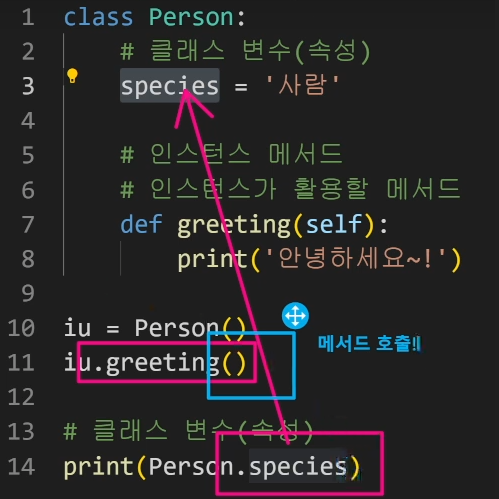 1 class Person:
2 # 클래스 변수(속성)
3 species = '사람'
4
5 # 인스턴스 메서드
6 # 인스턴스가 활용할 메서드
7 def greeting(self):
8 print('안녕하세요~!')
9
10 iu = Person()
11 iu.greeting() 메서드 호출!!
12
13 # 클래스 변수(속성)
14 print(Person.species)